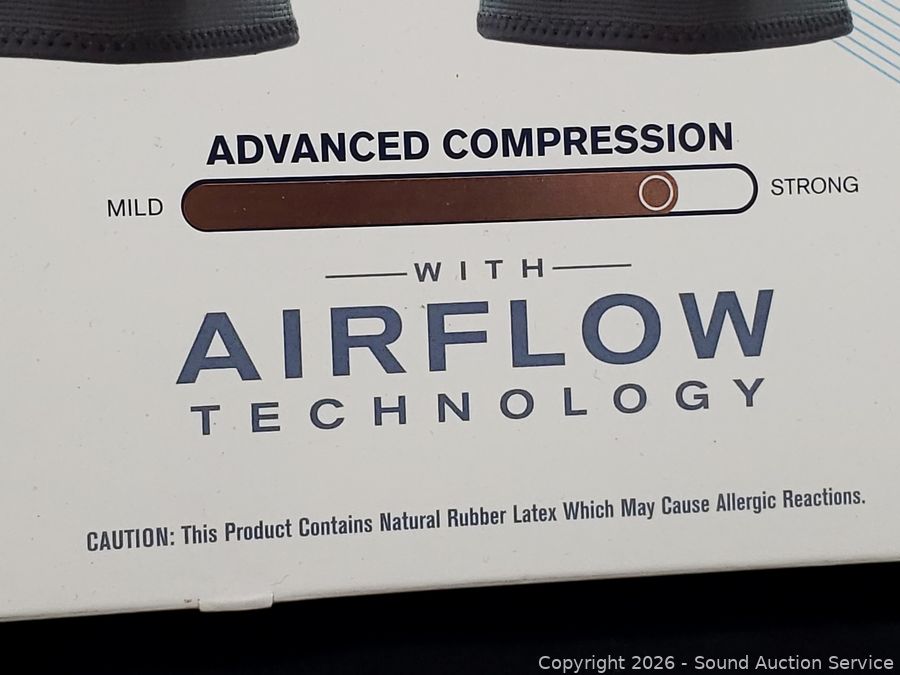 ADVANCED COMPRESSION
MILD
STRONG
WITH
AIRFLOW
TECHNOLOGY
CAUTION: This Product Contains Natural Rubber Latex Which May Cause Allergic Reactions.
Copyright 2026 - Sound Auction Service